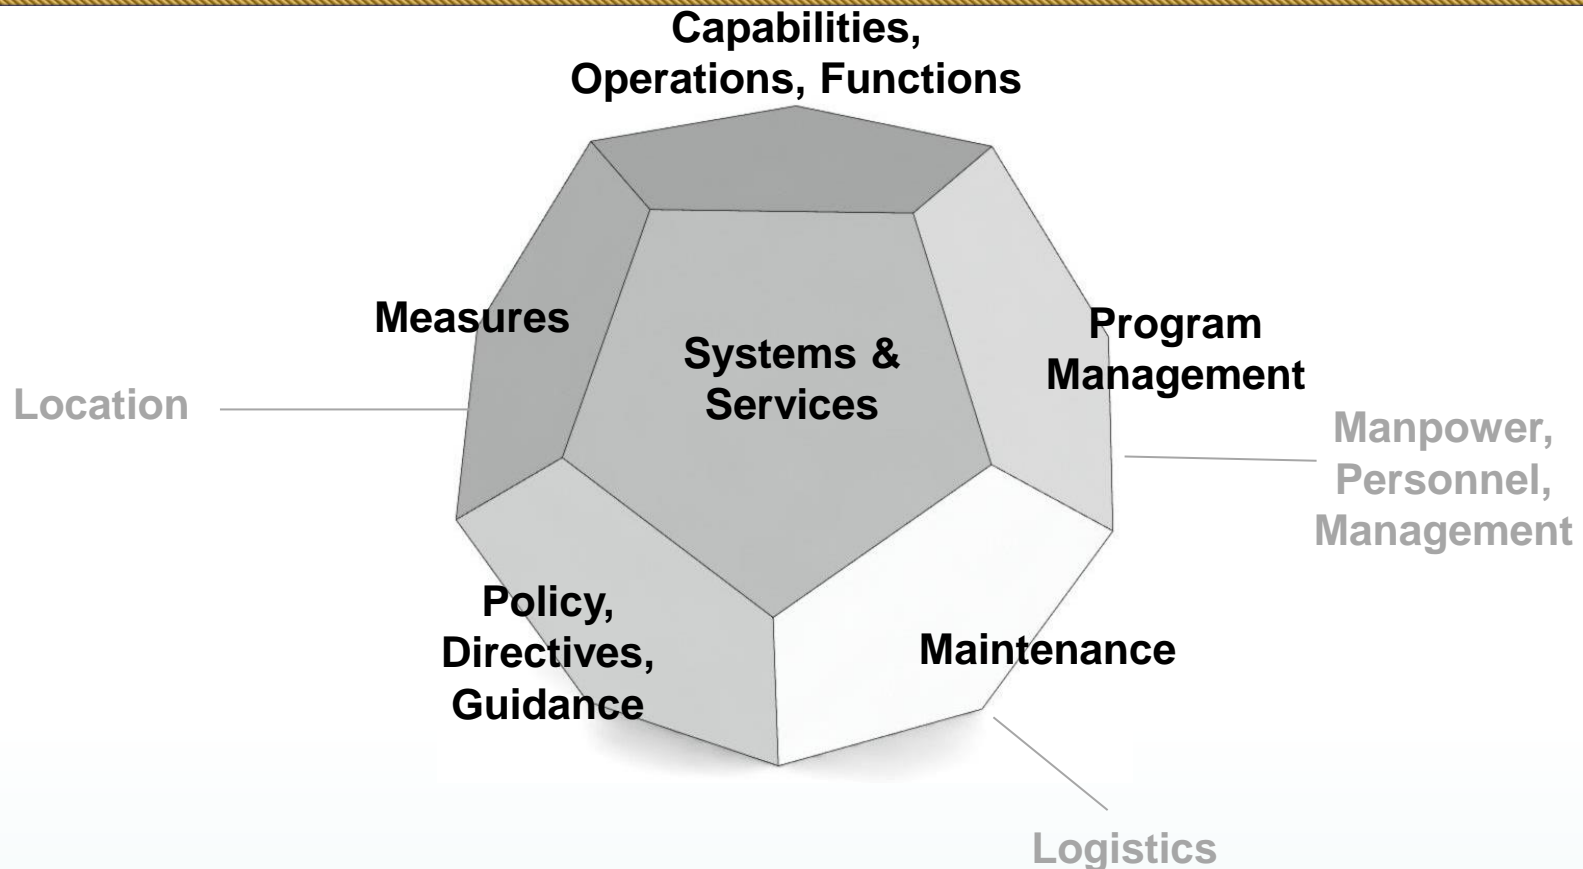 Capabilities,
Operations, Functions
Measures
Systems &
Services
Program
Management
Location
Manpower,
Personnel,
Management
Policy,
Directives,
Guidance
Maintenance
Logistics